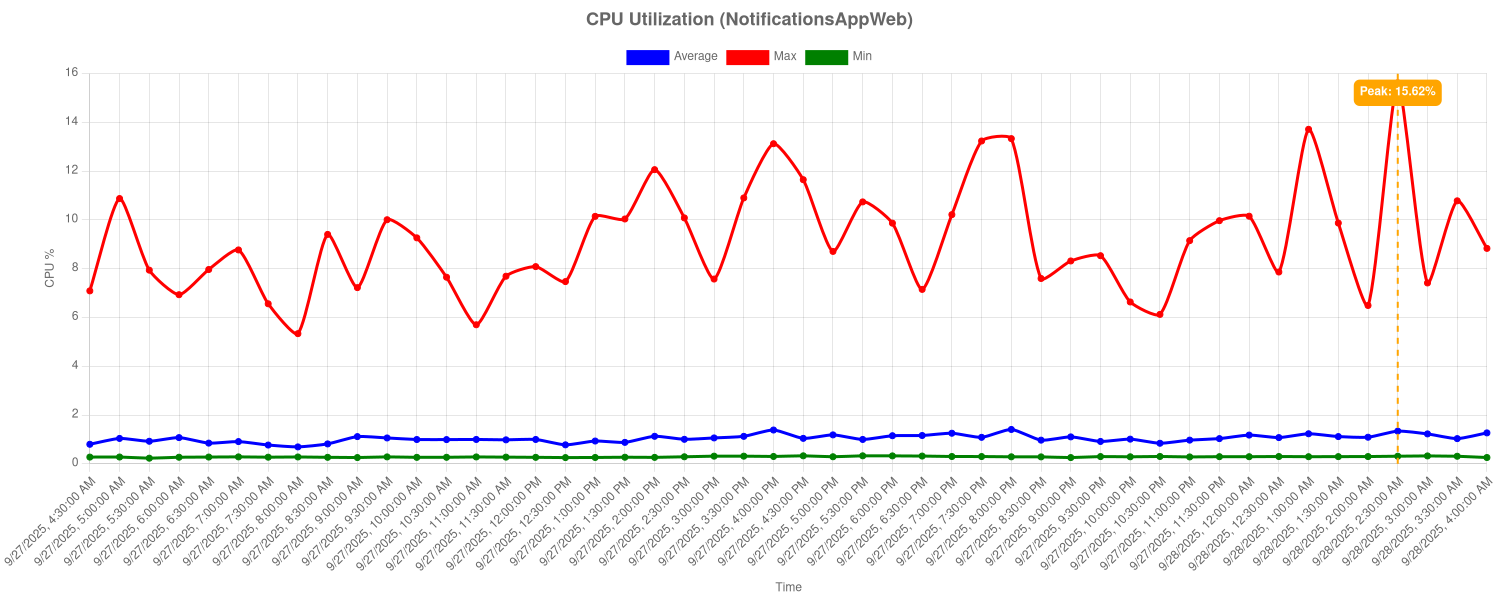 CPU Utilization (NotificationsAppWeb)
Average Max Min
Peak: 15.62%
16
14
12
10
8
6
4
2
0
CPU %
9/27/2025, 4:30:00 AM
9/27/2025, 5:00:00 AM
9/27/2025, 5:30:00 AM
9/27/2025, 6:00:00 AM
9/27/2025, 6:30:00 AM
9/27/2025, 7:00:00 AM
9/27/2025, 7:30:00 AM
9/27/2025, 8:00:00 AM
9/27/2025, 8:30:00 AM
9/27/2025, 9:00:00 AM
9/27/2025, 9:30:00 AM
9/27/2025, 10:00:00 AM
9/27/2025, 10:30:00 AM
9/27/2025, 11:00:00 AM
9/27/2025, 11:30:00 AM
9/27/2025, 12:00:00 PM
9/27/2025, 12:30:00 PM
9/27/2025, 1:00:00 PM
9/27/2025, 1:30:00 PM
9/27/2025, 2:00:00 PM
9/27/2025, 2:30:00 PM
9/27/2025, 3:00:00 PM
9/27/2025, 3:30:00 PM
9/27/2025, 4:00:00 PM
9/27/2025, 4:30:00 PM
9/27/2025, 5:00:00 PM
9/27/2025, 5:30:00 PM
9/27/2025, 6:00:00 PM
9/27/2025, 6:30:00 PM
9/27/2025, 7:00:00 PM
9/27/2025, 7:30:00 PM
9/27/2025, 8:00:00 PM
9/27/2025, 8:30:00 PM
9/27/2025, 9:00:00 PM
9/27/2025, 9:30:00 PM
9/27/2025, 10:00:00 PM
9/27/2025, 10:30:00 PM
9/27/2025, 11:00:00 PM
9/27/2025, 11:30:00 PM
9/28/2025, 12:00:00 AM
9/28/2025, 12:30:00 AM
9/28/2025, 1:00:00 AM
9/28/2025, 1:30:00 AM
9/28/2025, 2:00:00 AM
9/28/2025, 2:30:00 AM
9/28/2025, 3:00:00 AM
9/28/2025, 3:30:00 AM
9/28/2025, 4:00:00 AM
Time